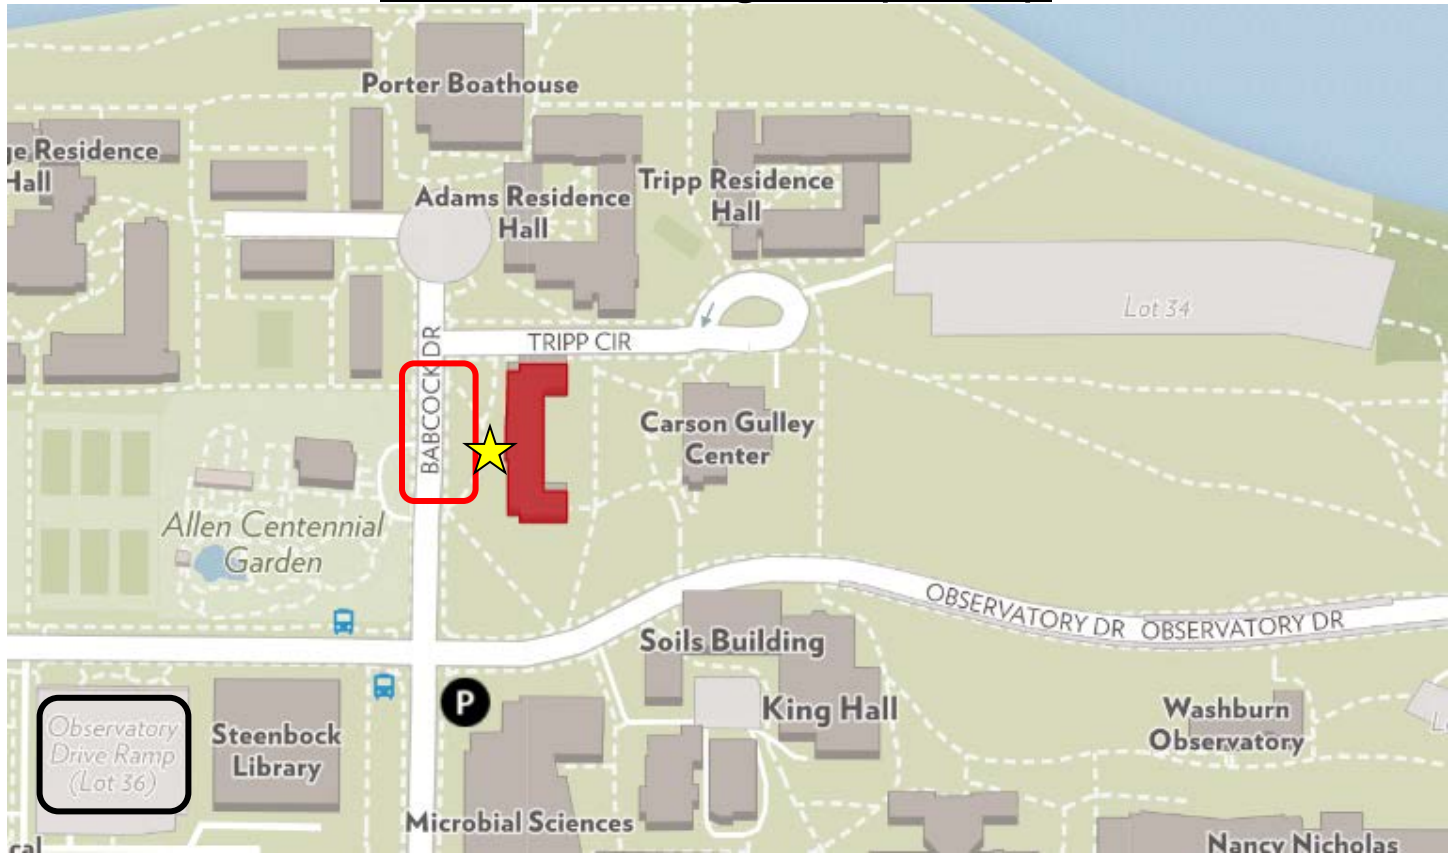 Porter Boathouse
ge Residence
Hall
Adams Residence
Hall
Tripp Residence
Hall
Lot 34
TRIPP CIR
BABCOCK DR
Carson Gulley
Center
Allen Centennial
Garden
OBSERVATORY DR OBSERVATORY DR
Soils Building
P
King Hall
Washburn
Observatory
Observatory
Drive Ramp
(Lot 36)
Steenbock
Library
Microbial Sciences
Nancy Nicholas
cal